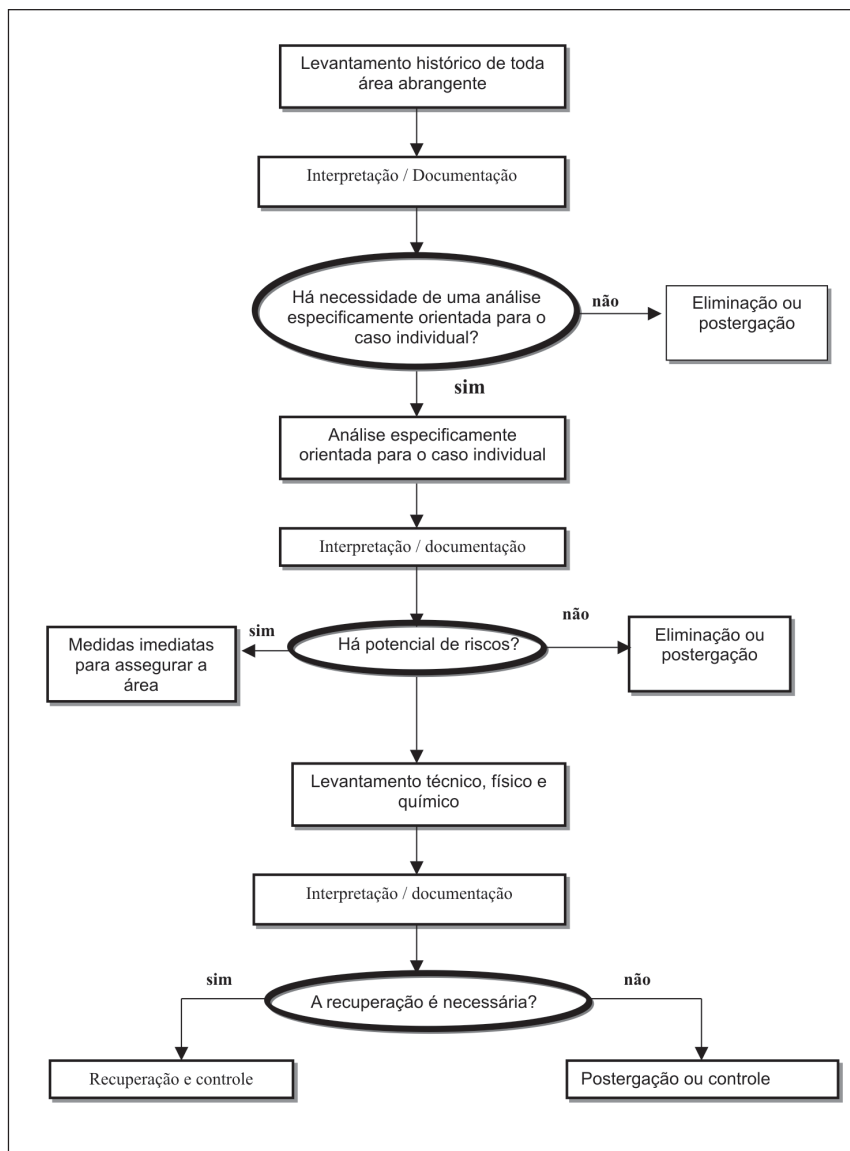 Levantamento histórico de toda
área abrangente
Interpretação / Documentação
Há necessidade de uma análise
especificamente orientada para o
caso individual?
não
Eliminação ou
postergação
sim
Análise especificamente
orientada para o caso individual
Interpretação / documentação
sim
Medidas imediatas
para assegurar a
área
Há potencial de riscos?
não
Eliminação ou
postergação
Levantamento técnico, físico e
químico
Interpretação / documentação
sim
A recuperação é necessária?
não
Recuperação e controle
Postergação ou controle